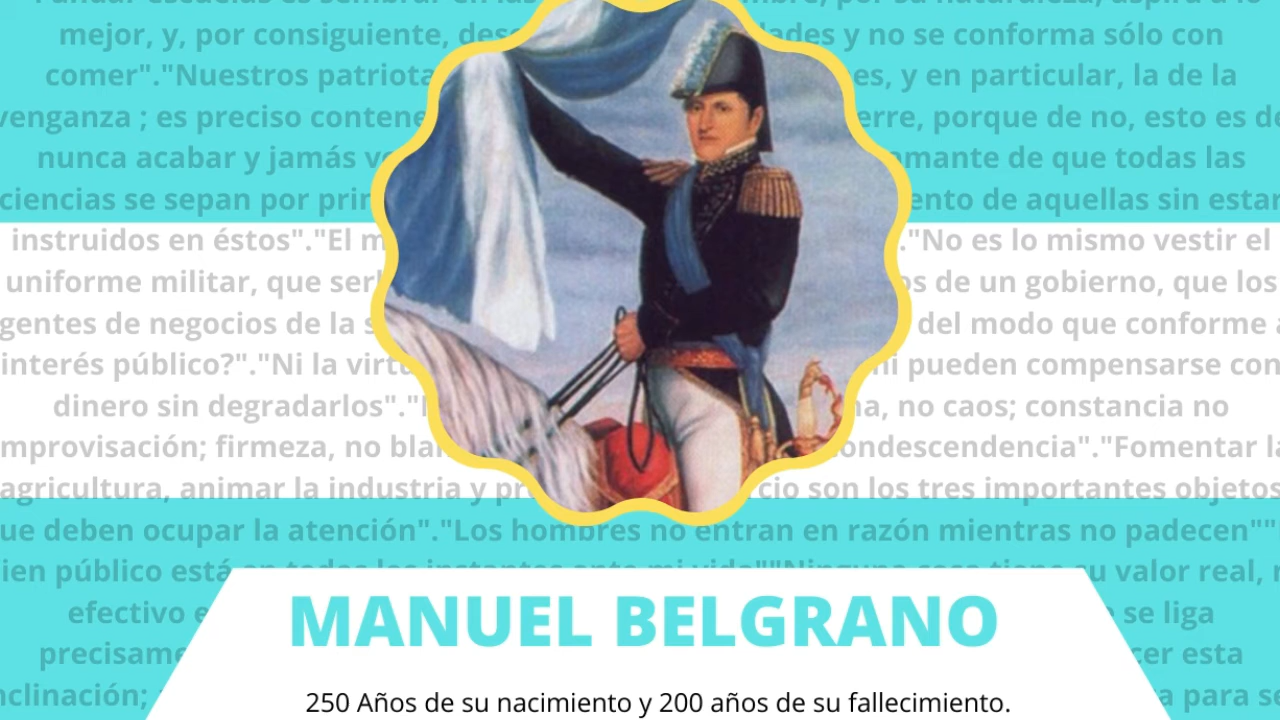 mejor, y, por consiguiente, des ades y no se conforma sólo con
comer"."Nuestros patriota es, y en particular, la de la
venganza ; es preciso contene erre, porque de no, esto es de
nunca acabar y jamás v amante de que todas las
ciencias se sepan por prin ento de aquellas sin estar
instruidos en éstos"."El m ."No es lo mismo vestir el
uniforme militar, que serl os de un gobierno, que los
gentes de negocios de la s del modo que conforme
interés público?"."Ni la virtu ni pueden compensarse con
dinero sin degradarlos"." na, no caos; constancia no
mprovisación; firmeza, no bla ondescendencia"."Fomentar la
agricultura, animar la industria y pr cio son los tres importantes objetos
ue deben ocupar la atención"."Los hombres no entran en razón mientras no padecen""
ien público está en todos los instantes ante mi vida""Ninguna cosa tiene su valor real,
efectivo e se liga
precisame cer esta
nclinación; a para se
MANUEL BELGRANO
250 Años de su nacimiento y 200 años de su fallecimiento.